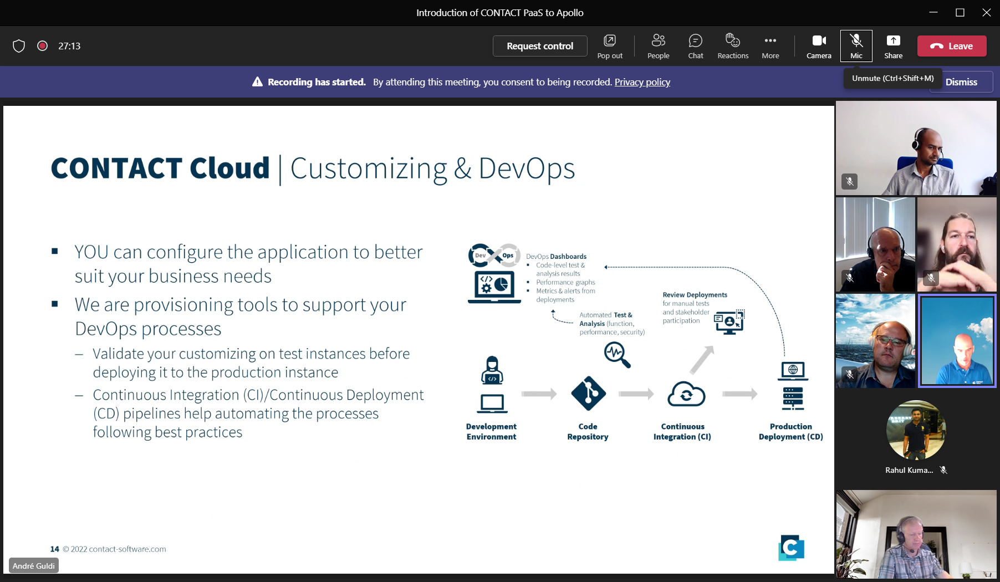 Introduction of CONTACT PaaS to Apollo
27:13
Request control
Pop out
People
Chat
Reactions
More
Camera
Mic
Share
Leave
Recording has started. By attending this meeting, you consent to being recorded. Privacy policy
Unmute (Ctrl+Shift+M)
Dismiss
CONTACT Cloud | Customizing & DevOps
▪ YOU can configure the application to better
suit your business needs
▪ We are provisioning tools to support your
DevOps processes
– Validate your customizing on test instances before
deploying it to the production instance
– Continuous Integration (CI)/Continuous Deployment
(CD) pipelines help automating the processes
following best practices
Dev Ops
</>
DevOps Dashboards
▪ Code-level test &
analysis results
▪ Performance graphs
▪ Metrics & alerts from
deployments
Automated Test &
Analysis (function,
performance, security)
Review Deployments
for manual tests
and stakeholder
participation
</>
Development
Environment
Code
Repository
Continuous
Integration (CI)
Production
Deployment (CD)
14 © 2022 contact-software.com
C
André Guldi
Rahul Kuma...